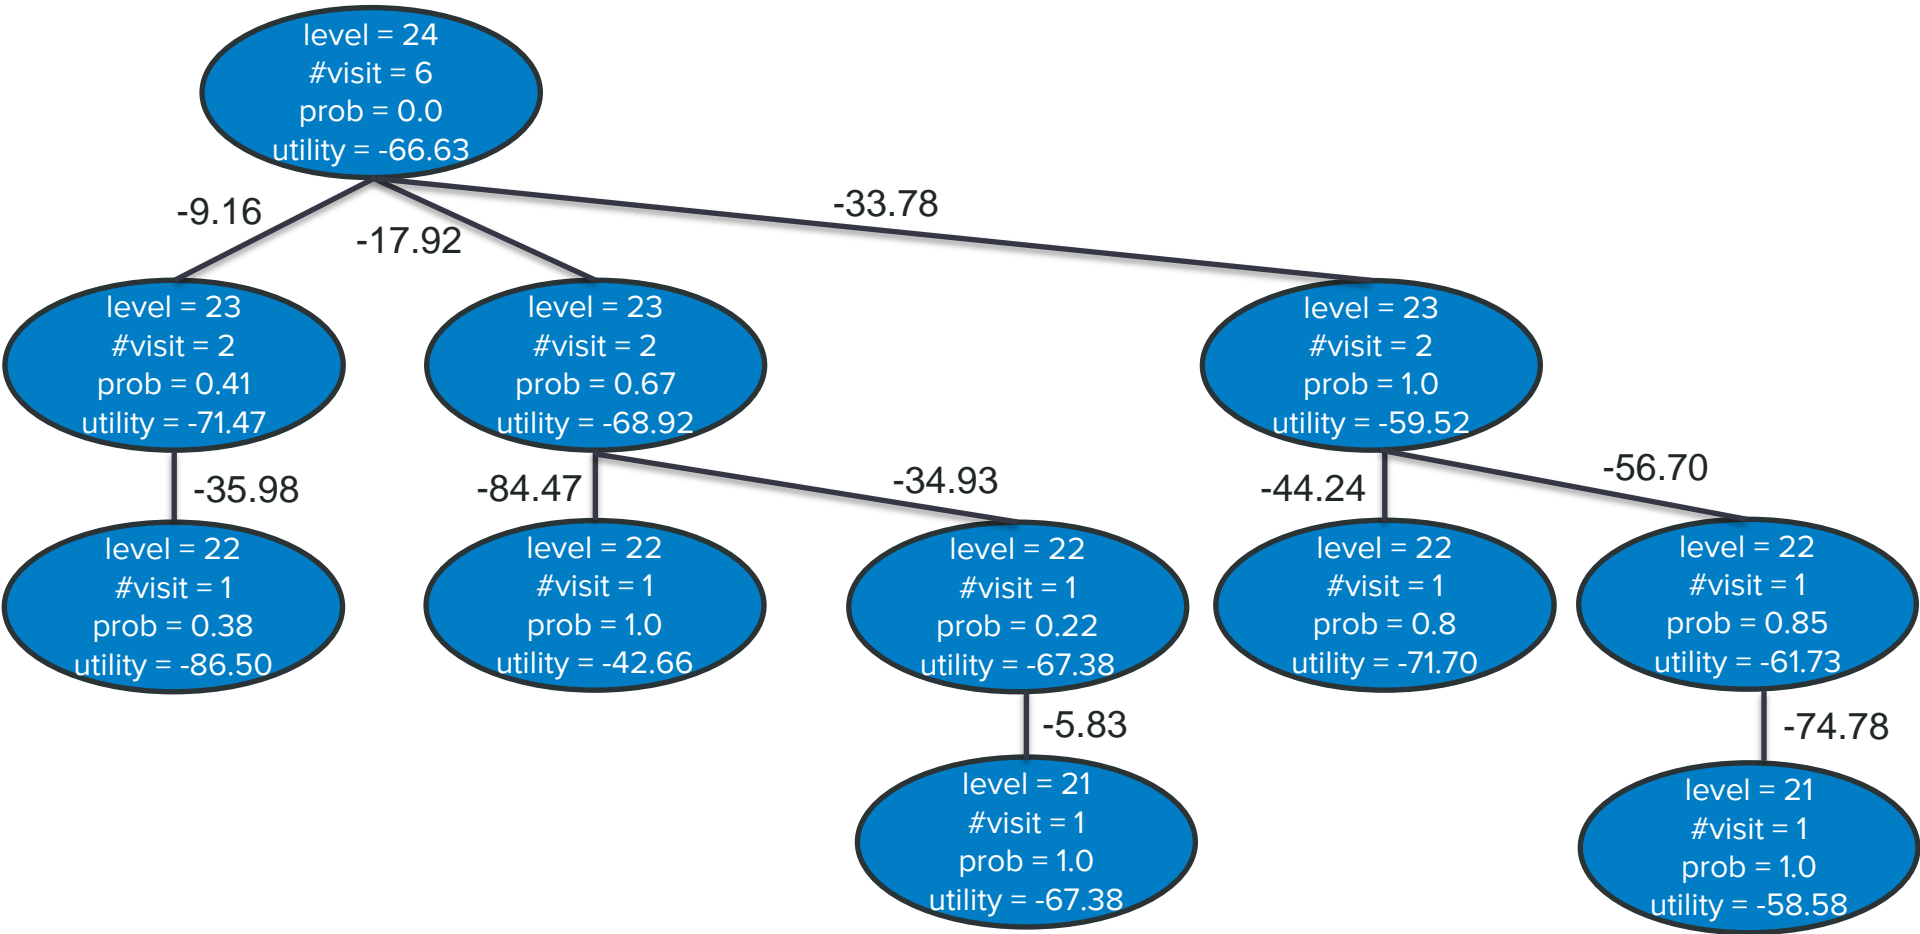 level = 24
#visit = 6
prob = 0.0
utility = -66.63
-9.16
-17.92
-33.78
level = 23
#visit = 2
prob = 0.41
utility = -71.47
level = 23
#visit = 2
prob = 0.67
utility = -68.92
level = 23
#visit = 2
prob = 1.0
utility = -59.52
-35.98
-84.47
-34.93
-44.24
-56.70
level = 22
#visit = 1
prob = 0.38
utility = -86.50
level = 22
#visit = 1
prob = 1.0
utility = -42.66
level = 22
#visit = 1
prob = 0.22
utility = -67.38
level = 22
#visit = 1
prob = 0.8
utility = -71.70
level = 22
#visit = 1
prob = 0.85
utility = -61.73
-5.83
-74.78
level = 21
#visit = 1
prob = 1.0
utility = -67.38
level = 21
#visit = 1
prob = 1.0
utility = -58.58